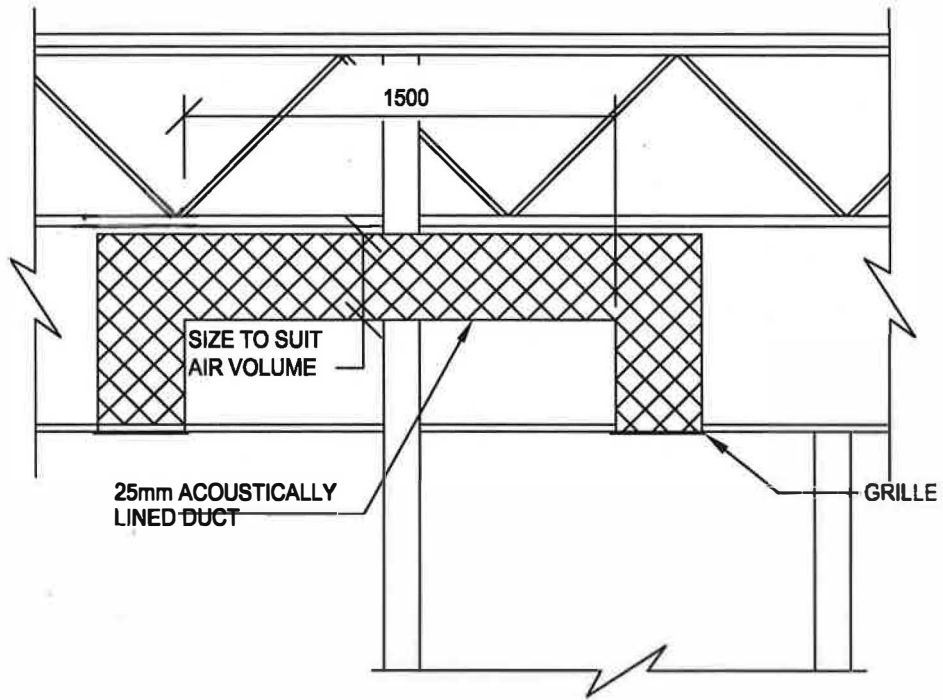 1500
SIZE TO SUIT
AIR VOLUME
25mm ACOUSTICALLY
LINED DUCT
GRILLE